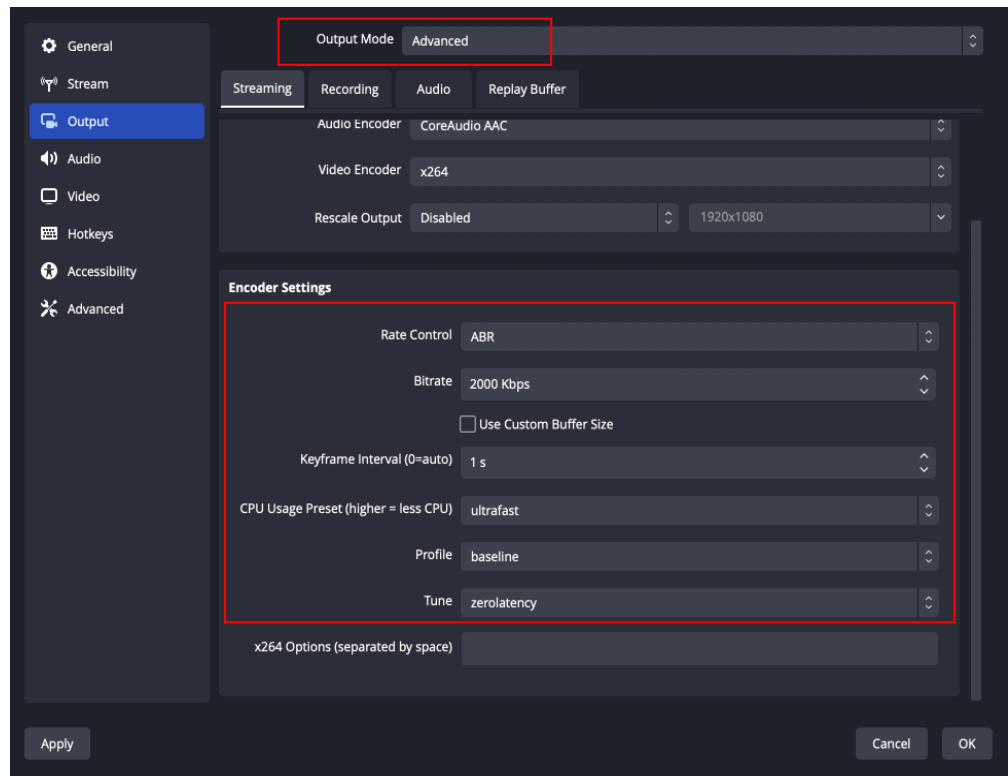 General
Stream
Output
Audio
Video
Hotkeys
Accessibility
Advanced
Output Mode Advanced
Streaming Recording Audio Replay Buffer
Audio Encoder CoreAudio AAC
Video Encoder x264
Rescale Output Disabled 1920x1080
Encoder Settings
Rate Control ABR
Bitrate 2000 Kbps
Use Custom Buffer Size
Keyframe Interval (0=auto) 1 s
CPU Usage Preset (higher = less CPU) ultrafast
Profile baseline
Tune zerolatency
x264 Options (separated by space)
Apply Cancel OK